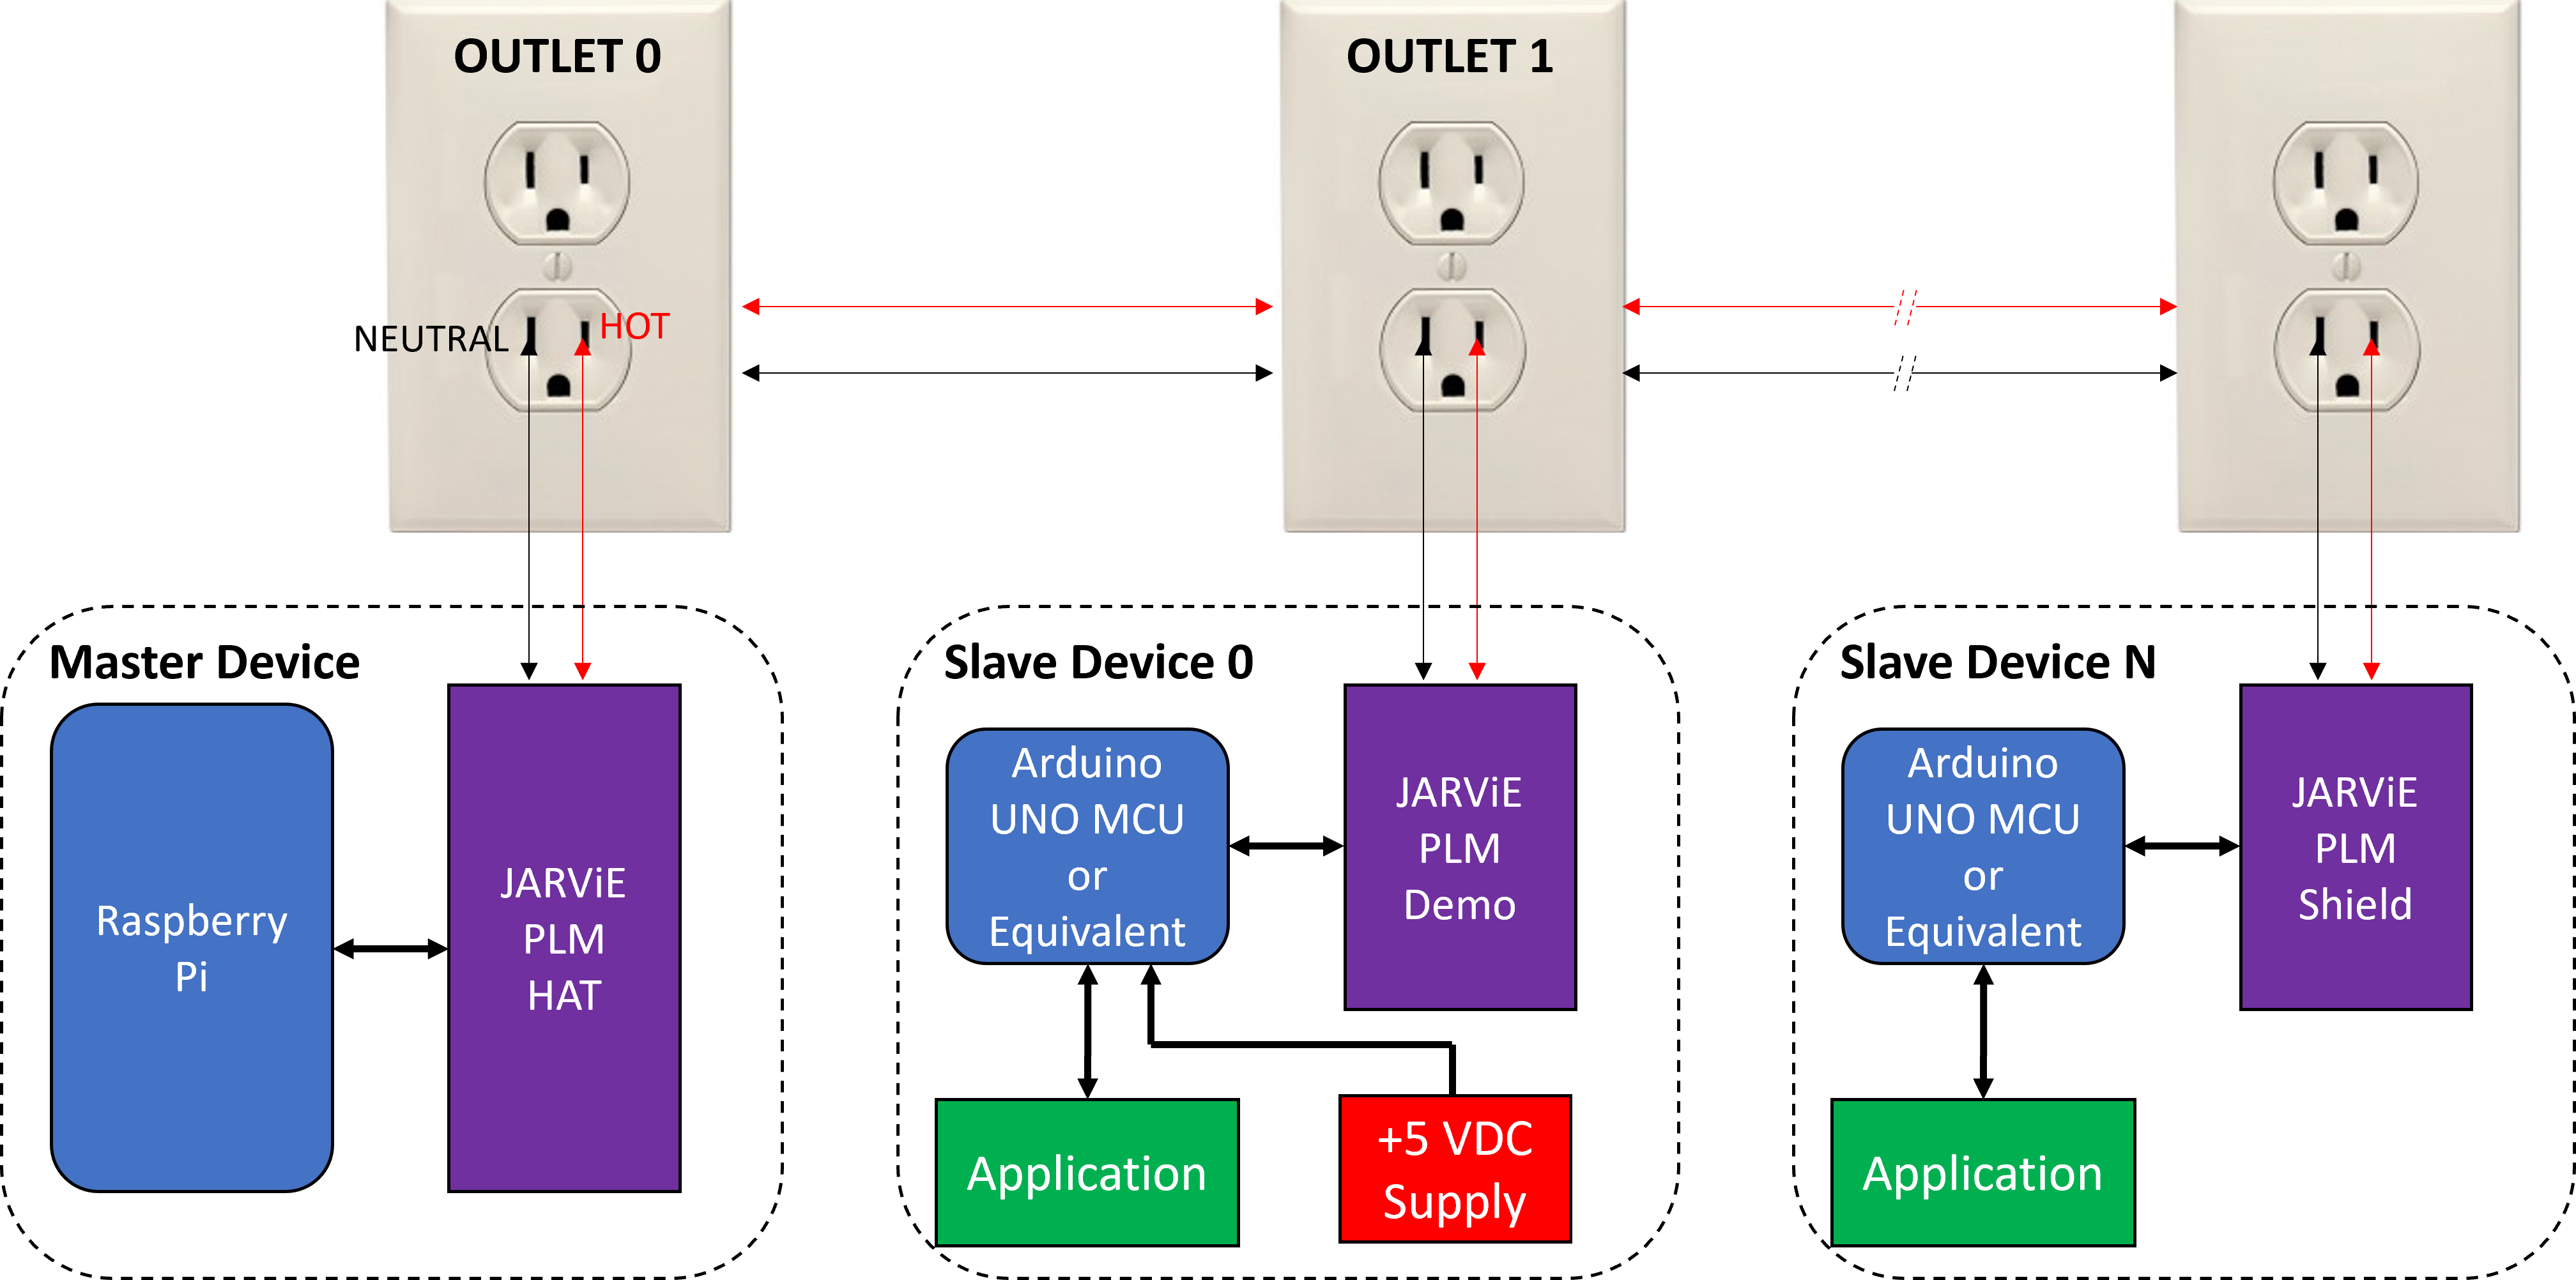 OUTLET 0
OUTLET 1
NEUTRAL
HOT
Master Device
Raspberry
Pi
JARViE
PLM
HAT
Slave Device 0
Arduino
UNO MCU
or
Equivalent
JARViE
PLM
Demo
Application
+5 VDC
Supply
Slave Device N
Arduino
UNO MCU
or
Equivalent
JARViE
PLM
Shield
Application